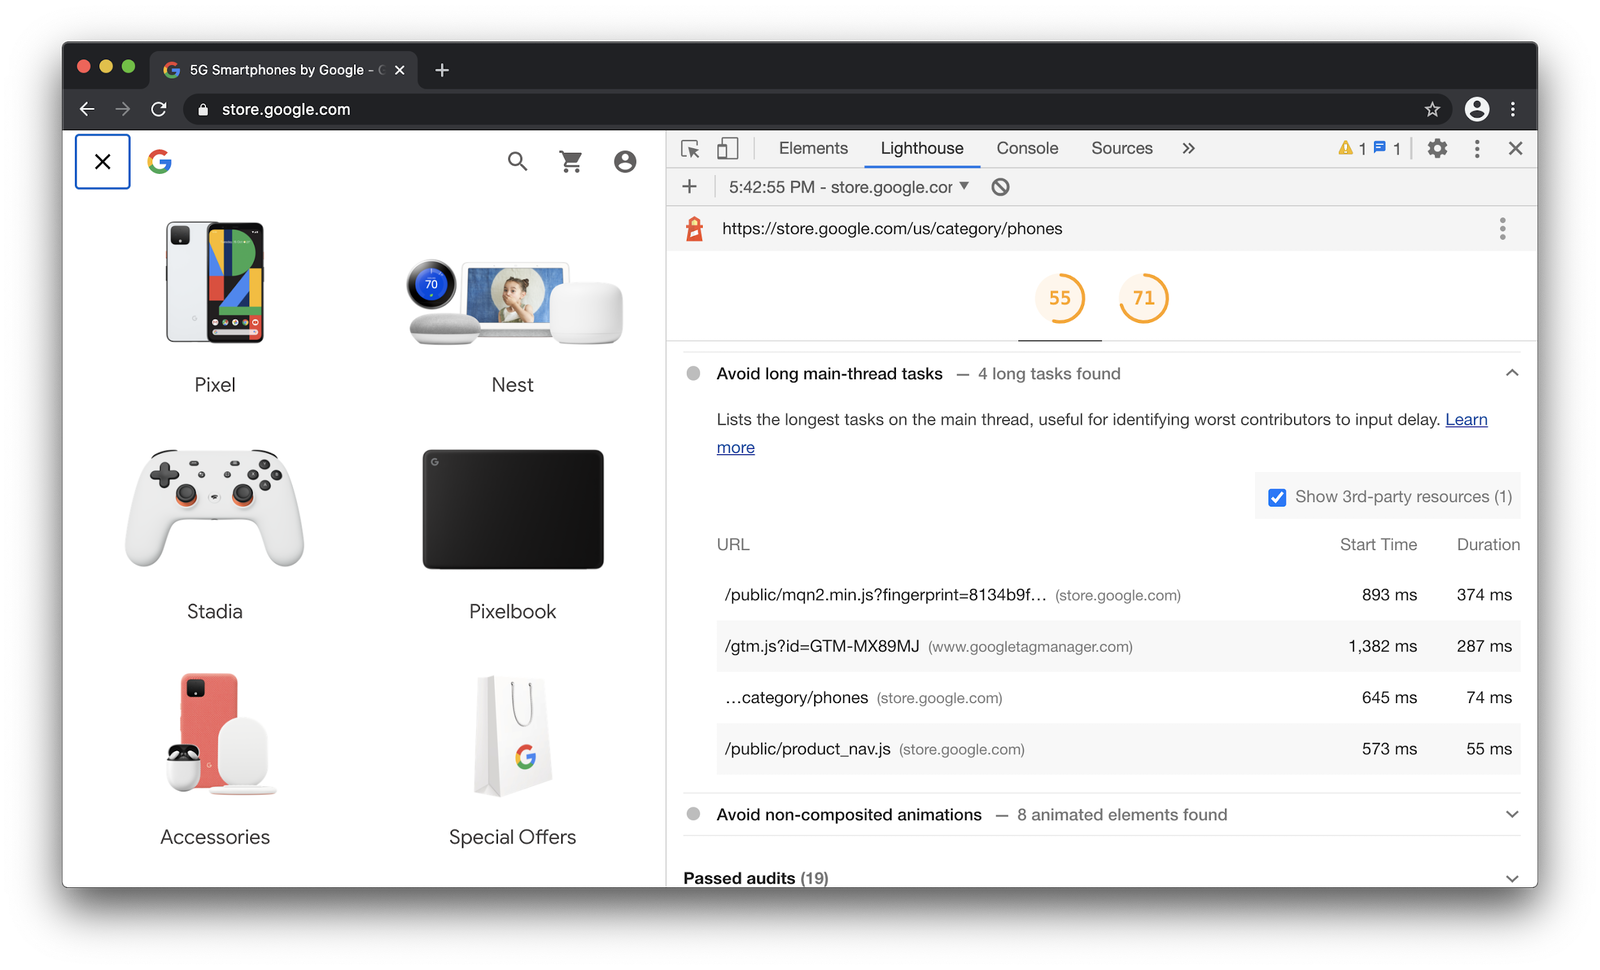 5G Smartphones by Google -
store.google.com
Elements Lighthouse Console Sources 1 1
5:42:55 PM - store.google.cor
https://store.google.com/us/category/phones
55 71
70
Pixel
Nest
Stadia
Pixelbook
Accessories
Special Offers
Avoid long main-thread tasks — 4 long tasks found
Lists the longest tasks on the main thread, useful for identifying worst contributors to input delay. Learn
more
Show 3rd-party resources (1)
URL Start Time Duration
/public/mqn2.min.js?fingerprint=8134b9f… (store.google.com) 893 ms 374 ms
/gtm.js?id=GTM-MX89MJ (www.googletagmanager.com) 1,382 ms 287 ms
…category/phones (store.google.com) 645 ms 74 ms
/public/product_nav.js (store.google.com) 573 ms 55 ms
Avoid non-composited animations — 8 animated elements found
Passed audits (19)